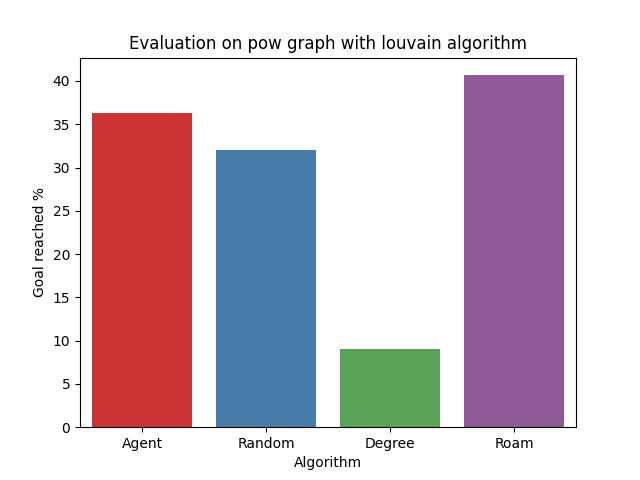 Evaluation on pow graph with louvain algorithm
Goal reached %
40
35
30
25
20
15
10
5
0
Agent Random Degree Roam
Algorithm